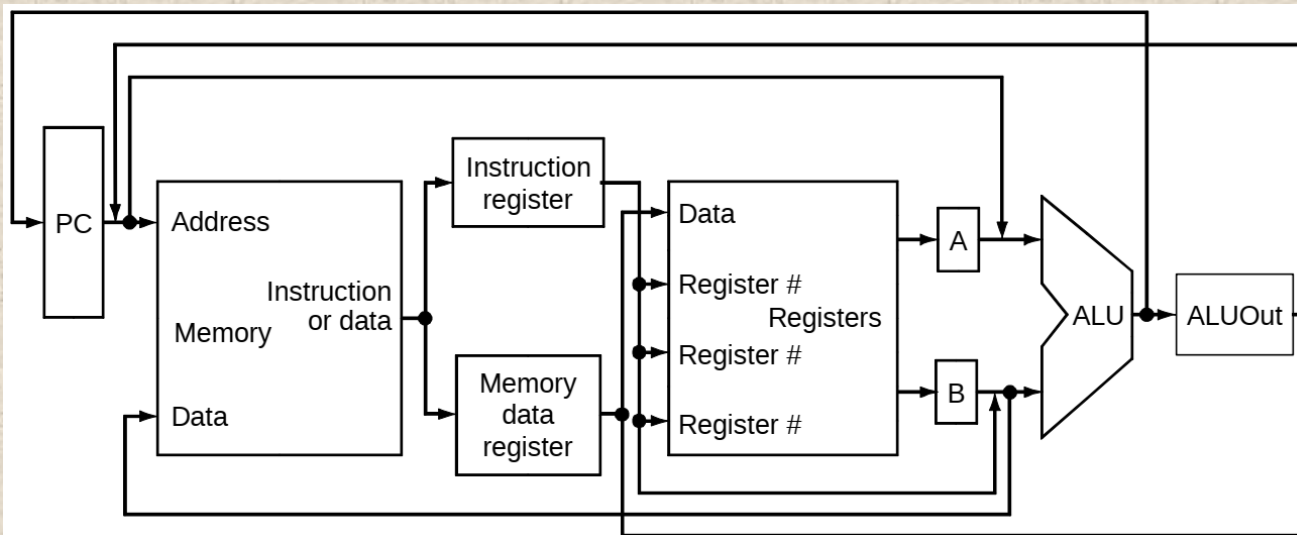 PC
Address
Instruction
or data
Memory
Data
Instruction
register
Memory
data
register
Data
Register #
Registers
Register #
Register #
A
B
ALU
ALUOut